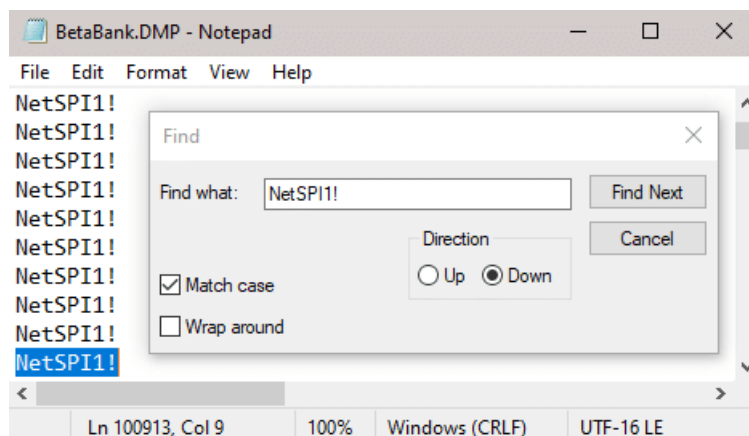 BetaBank.DMP - Notepad
File Edit Format View Help
NetSPI1!
NetSPI1!
NetSPI1!
NetSPI1!
NetSPI1!
NetSPI1!
NetSPI1!
NetSPI1!
NetSPI1!
NetSPI1!
Find
Find what: NetSPI1! Find Next
Direction Cancel
Up Down
Match case
Wrap around
Ln 100913, Col 9 100% Windows (CRLF) UTF-16 LE